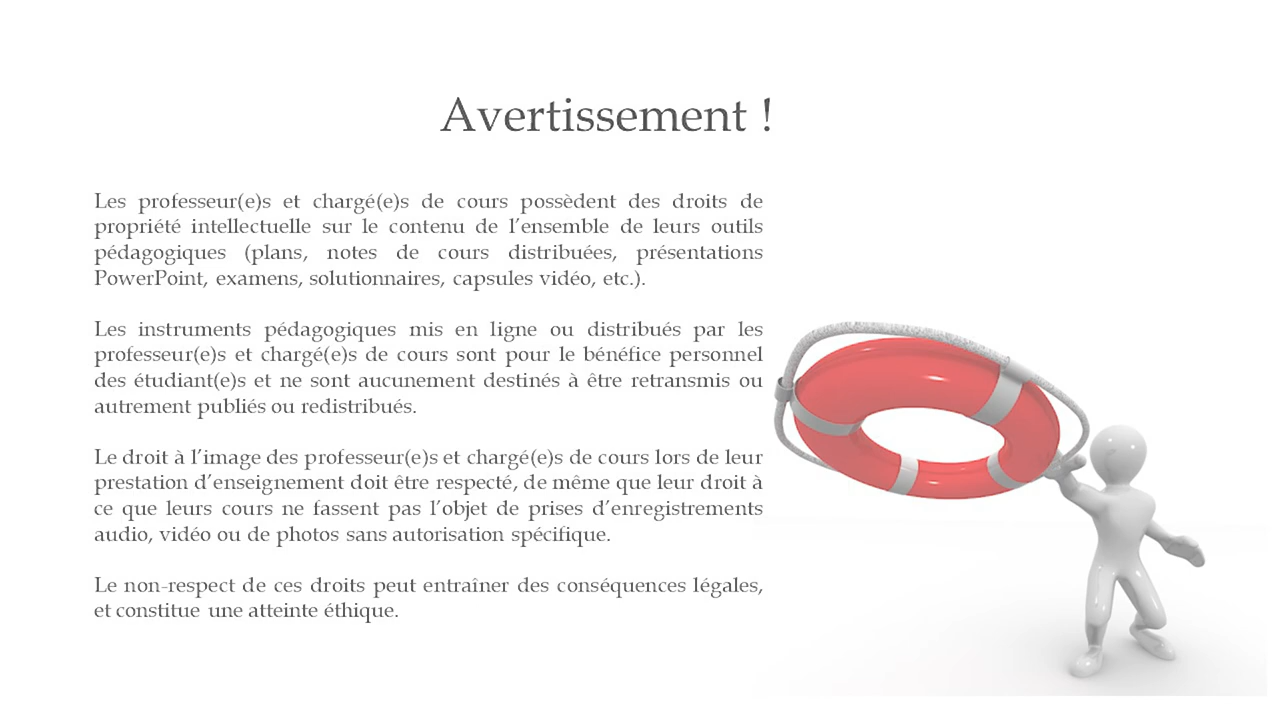 Avertissement !
Les professeur(e)s et chargé(e)s de cours possèdent des droits de
propriété intellectuelle sur le contenu de l’ensemble de leurs outils
pédagogiques (plans, notes de cours distribuées, présentations
PowerPoint, examens, solutionnaires, capsules vidéo, etc.).
Les instruments pédagogiques mis en ligne ou distribués par les
professeur(e)s et chargé(e)s de cours sont pour le bénéfice personnel
des étudiant(e)s et ne sont aucunement destinés à être retransmis ou
autrement publiés ou redistribués.
Le droit à l’image des professeur(e)s et chargé(e)s de cours lors de leur
prestation d’enseignement doit être respecté, de même que leur droit à
ce que leurs cours ne fassent pas l’objet de prises d’enregistrements
audio, vidéo ou de photos sans autorisation spécifique.
Le non-respect de ces droits peut entraîner des conséquences légales,
et constitue une atteinte éthique.